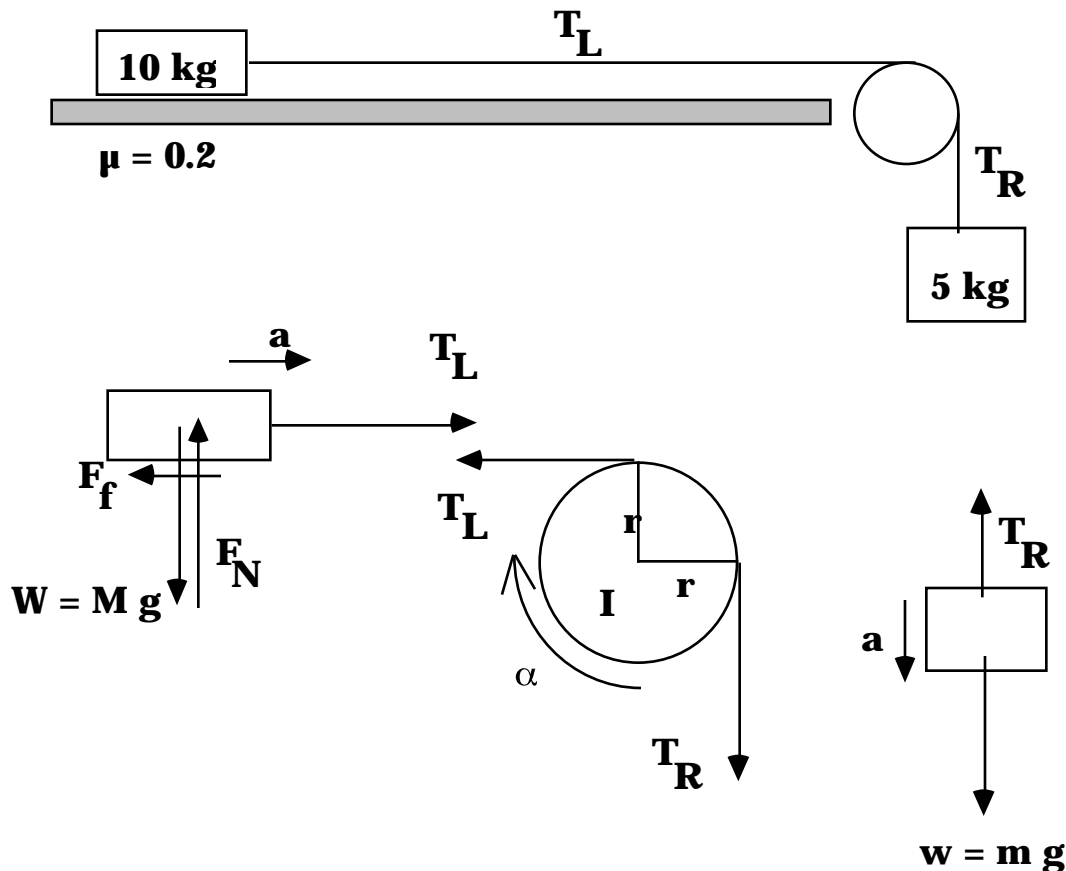 T_L
10 kg
μ = 0.2
T_R
5 kg
a
T_L
F_f
T_L
r
T_R
F_N
r
W = M g
I
a
α
T_R
w = m g